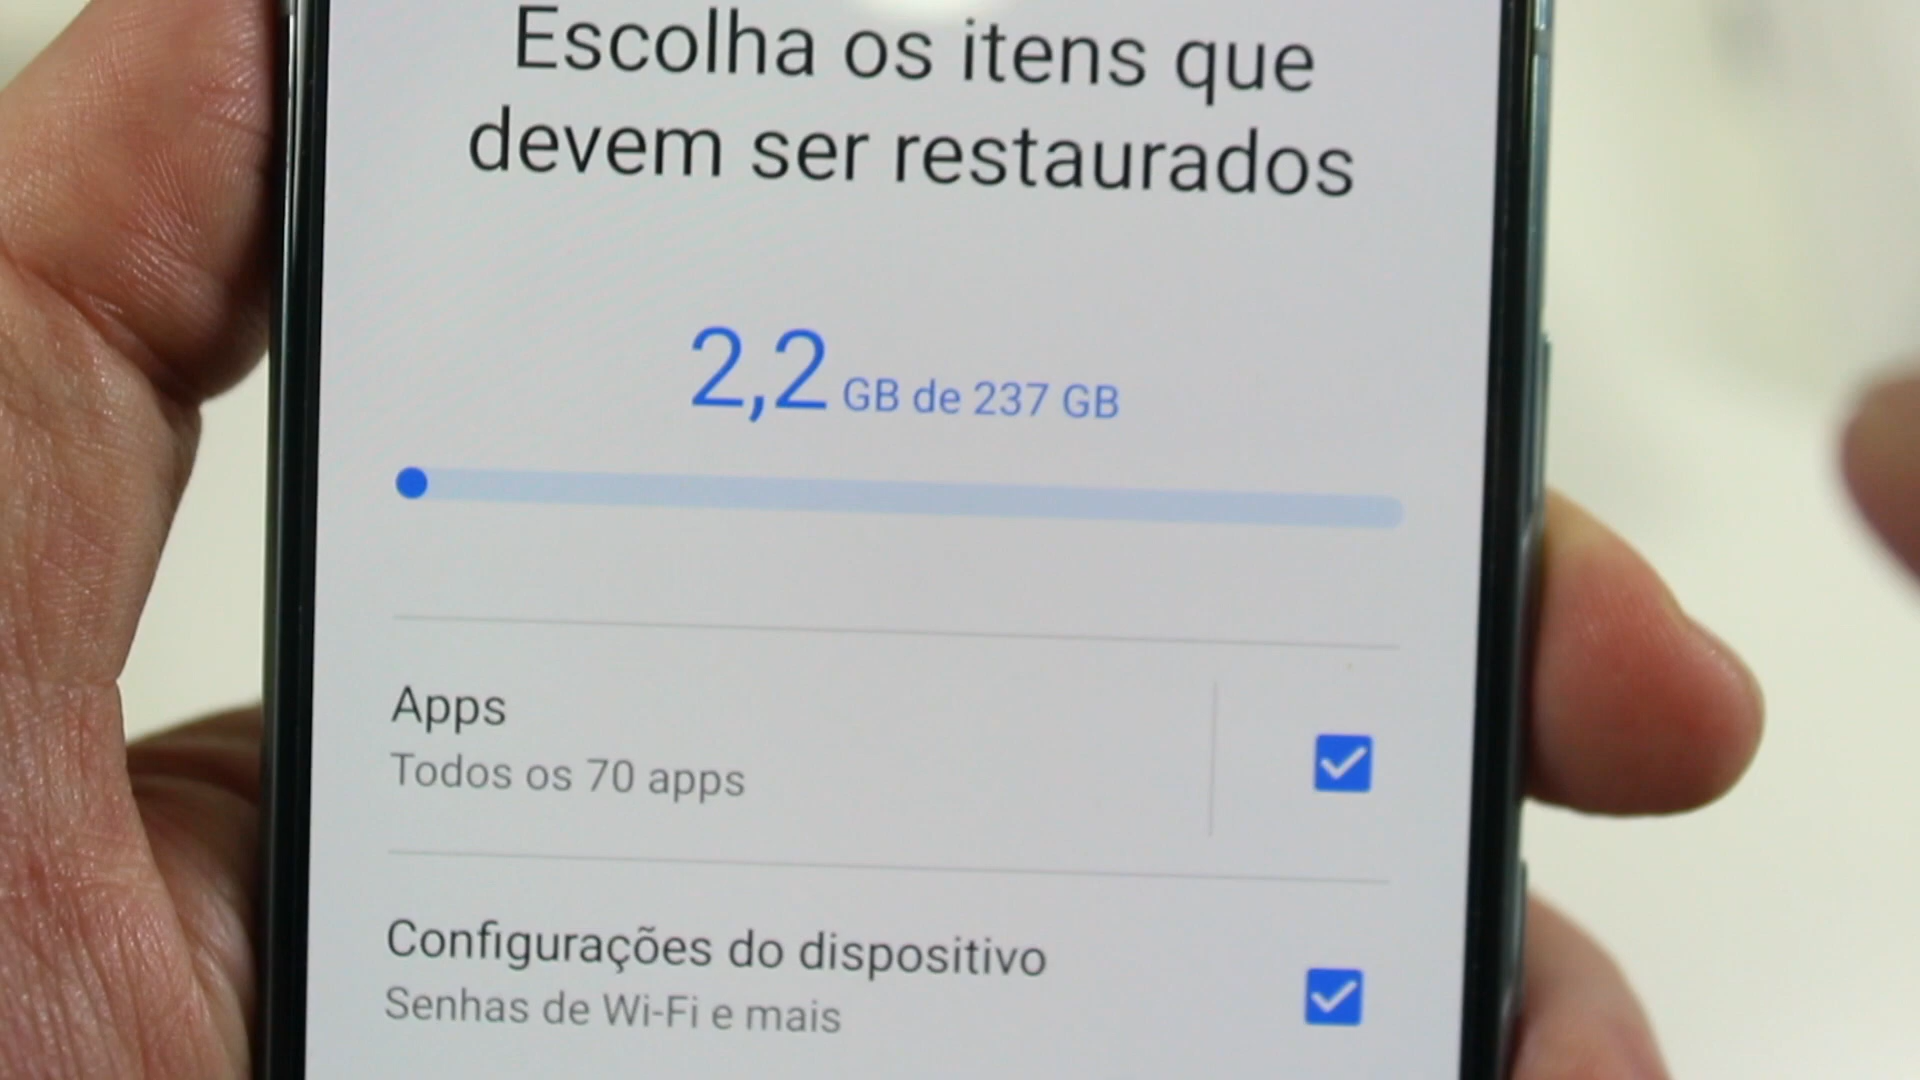 Escolha os itens que
devem ser restaurados
2,2 GB de 237 GB
Apps
Todos os 70 apps
Configurações do dispositivo
Senhas de Wi-Fi e mais